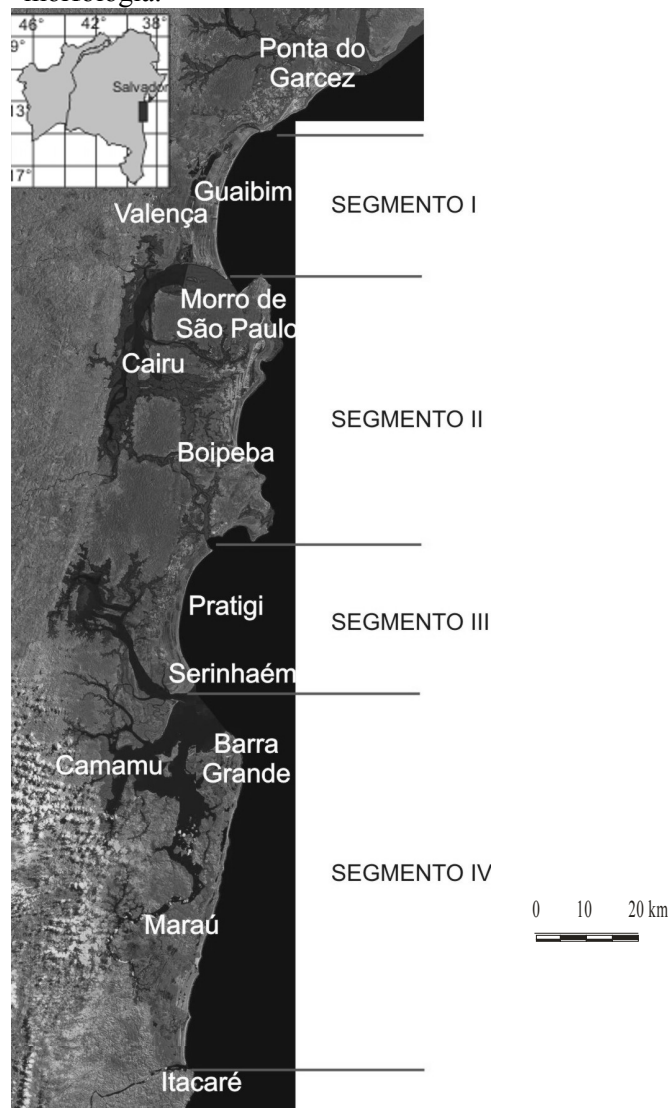 morfologia.
46° 42° 38°
9°
Salvador
13
17°
Ponta do
Garcez
Guaibim
SEGMENTO I
Valença
Morro de
São Paulo
Cairu
SEGMENTO II
Boipeba
Pratigi
SEGMENTO III
Serinhaém
Barra
Grande
Camamu
SEGMENTO IV
0 10 20 km
Maraú
Itacaré